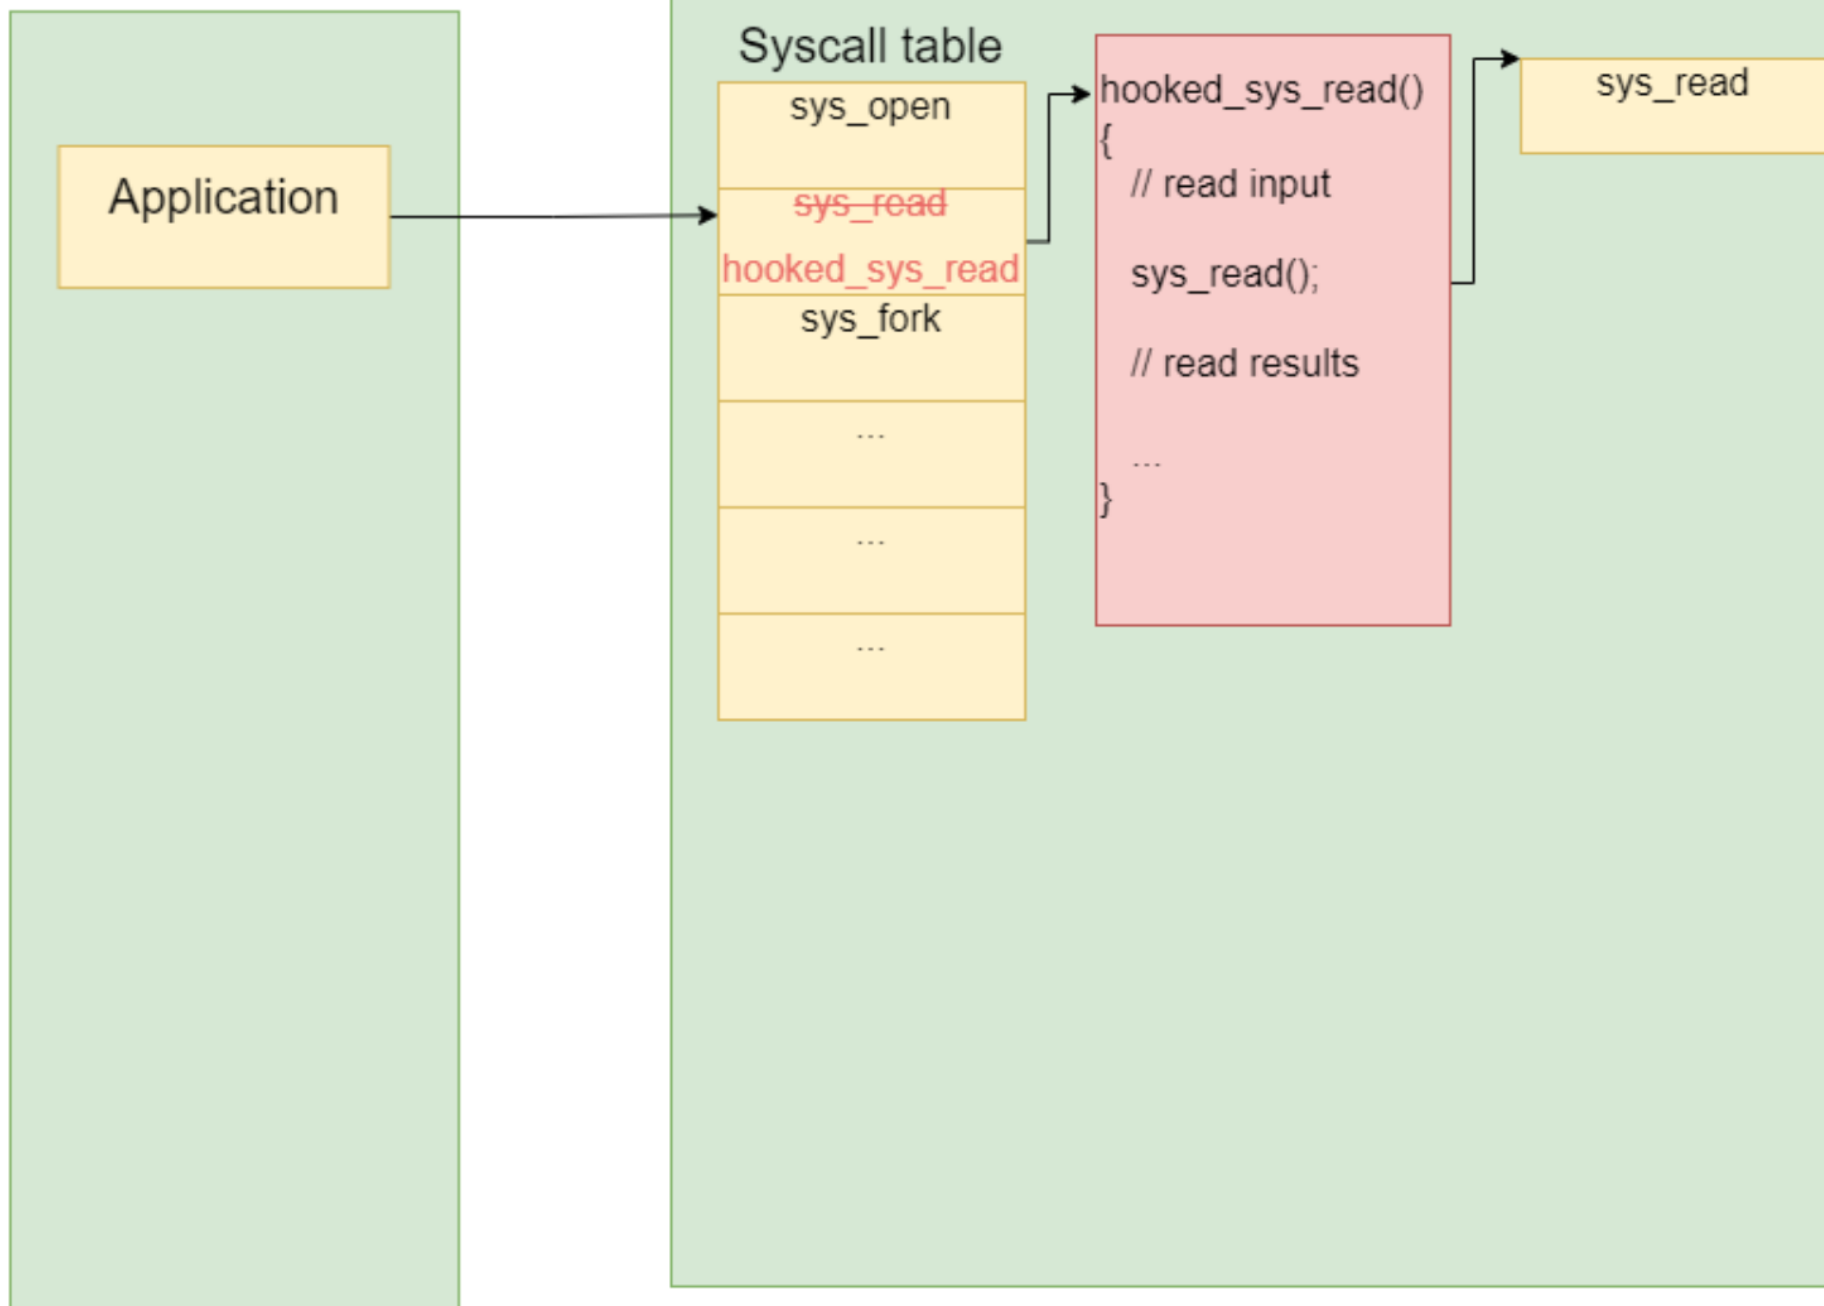 Application
Syscall table
sys_open
sys_read
hooked_sys_read
sys_fork
...
...
...
hooked_sys_read()
{
// read input
sys_read();
// read results
...
}
sys_read